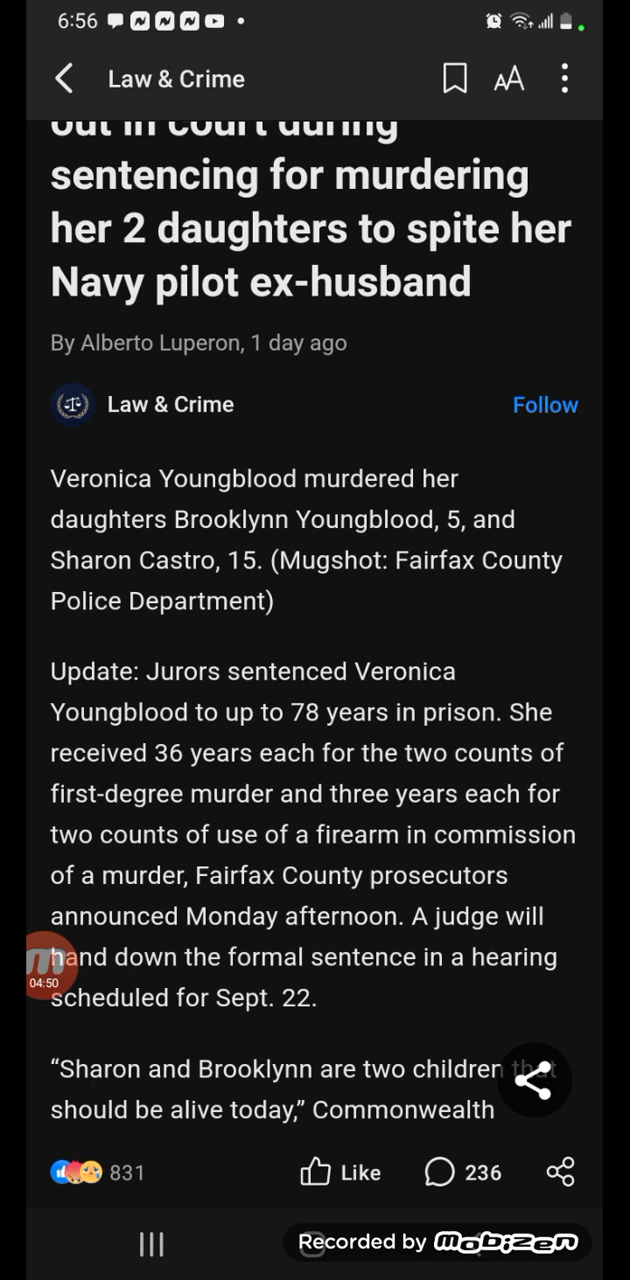 6:56
Law & Crime
AA
out in court during
sentencing for murdering
her 2 daughters to spite her
Navy pilot ex-husband
By Alberto Luperon, 1 day ago
Law & Crime
Follow
Veronica Youngblood murdered her
daughters Brooklynn Youngblood, 5, and
Sharon Castro, 15. (Mugshot: Fairfax County
Police Department)
Update: Jurors sentenced Veronica
Youngblood to up to 78 years in prison. She
received 36 years each for the two counts of
first-degree murder and three years each for
two counts of use of a firearm in commission
of a murder, Fairfax County prosecutors
announced Monday afternoon. A judge will
hand down the formal sentence in a hearing
04:50
scheduled for Sept. 22.
“Sharon and Brooklynn are two children that
should be alive today,” Commonwealth
831
Like
236
Recorded by mobizen